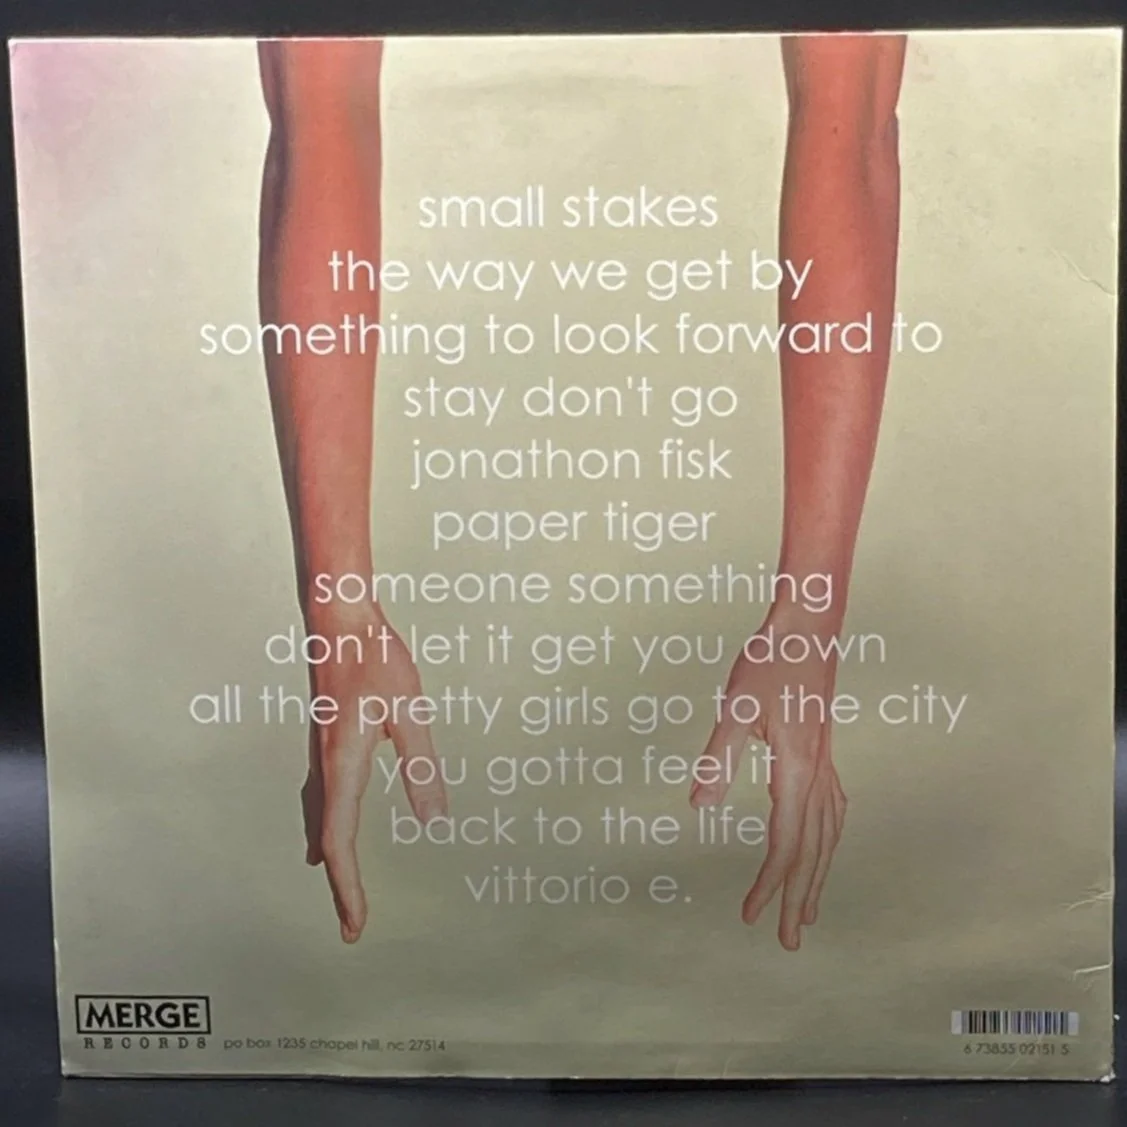 small stakes
the way we get by
something to look forward to
stay don't go
jonathon fisk
paper tiger
someone something
don't let it get you down
all the pretty girls go to the city
you gotta feel it
back to the life
vittorio e.
MERGE
RECORDS po box 1235 chapel hill, nc 27514
6 73855 02151 5